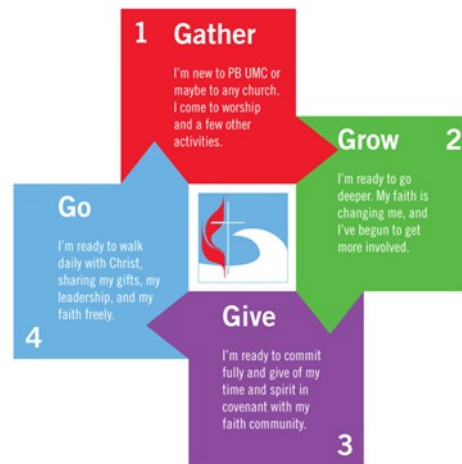 1 Gather
I'm new to PB UMC or
maybe to any church.
I come to worship
and a few other
activities.
Grow 2
I'm ready to go
deeper. My faith is
changing me, and
I've begun to get
more involved.
Give
I'm ready to commit
fully and give of my
time and spirit in
covenant with my
faith community.
3
Go
I'm ready to walk
daily with Christ,
sharing my gifts, my
leadership, and my
faith freely.
4